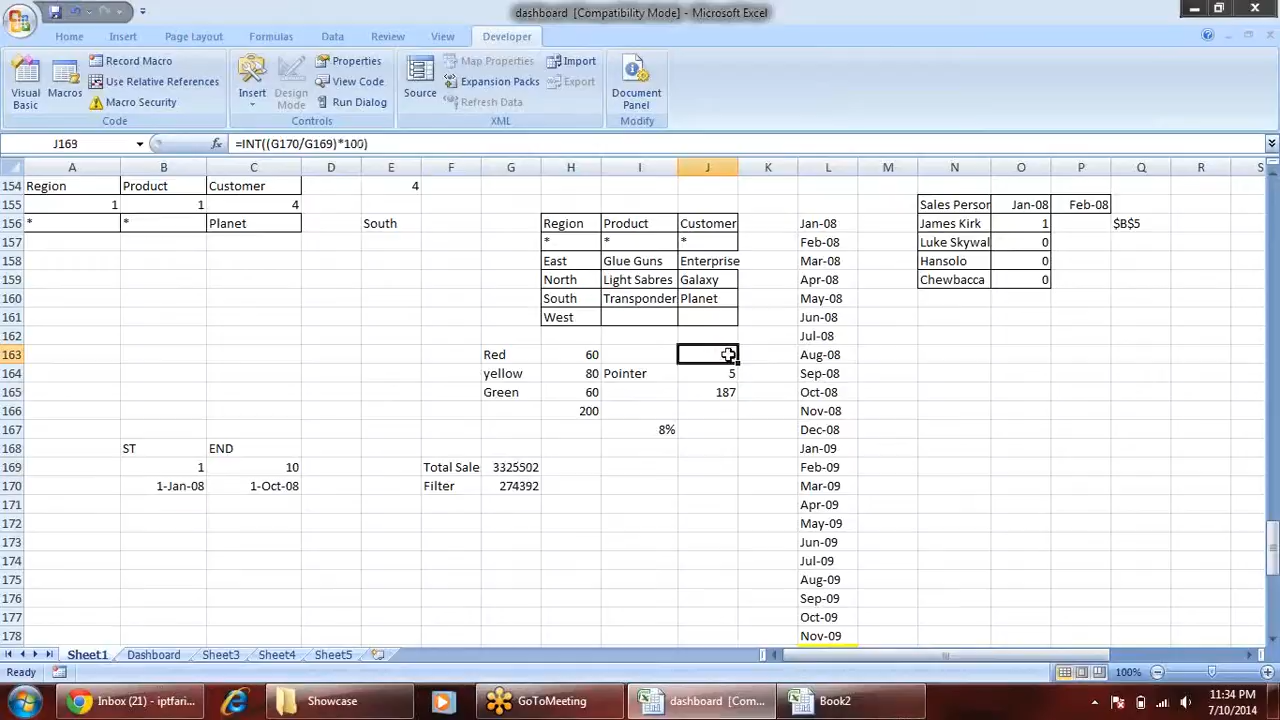 dashboard [Compatibility Mode] - Microsoft Excel
Home Insert Page Layout Formulas Data Review View Developer
Visual Basic
Macros
Record Macro
Use Relative References
Macro Security
Code
Insert
Design Mode
Properties
View Code
Run Dialog
Controls
Source
Map Properties
Expansion Packs
Refresh Data
Import
Export
XML
Document Panel
Modify
J163 fx =INT((G170/G169)*100)
A B C D E F G H I J K L M N O P Q R S
154 Region Product Customer 4
155 1 1 4 Sales Person Jan-08 Feb-08
156 * * Planet South Region Product Customer Jan-08 James Kirk 1 $B$5
157 * * * Feb-08 Luke Skywal 0
158 East Glue Guns Enterprise Mar-08 Hansolo 0
159 North Light Sabres Galaxy Apr-08 Chewbacca 0
160 South Transponder Planet May-08
161 West Jun-08
162 Jul-08
163 Red 60 Aug-08
164 yellow 80 Pointer 5 Sep-08
165 Green 60 187 Oct-08
166 200 Nov-08
167 8% Dec-08
168 ST END Jan-09
169 1 10 Total Sale 3325502 Feb-09
170 1-Jan-08 1-Oct-08 Filter 274392 Mar-09
171 Apr-09
172 May-09
173 Jun-09
174 Jul-09
175 Aug-09
176 Sep-09
177 Oct-09
178 Nov-09
Sheet1 Dashboard Sheet3 Sheet4 Sheet5
Ready 100%
Inbox (21) - iptfari... Showcase GoToMeeting dashboard [Com... Book2 11:34 PM
7/10/2014